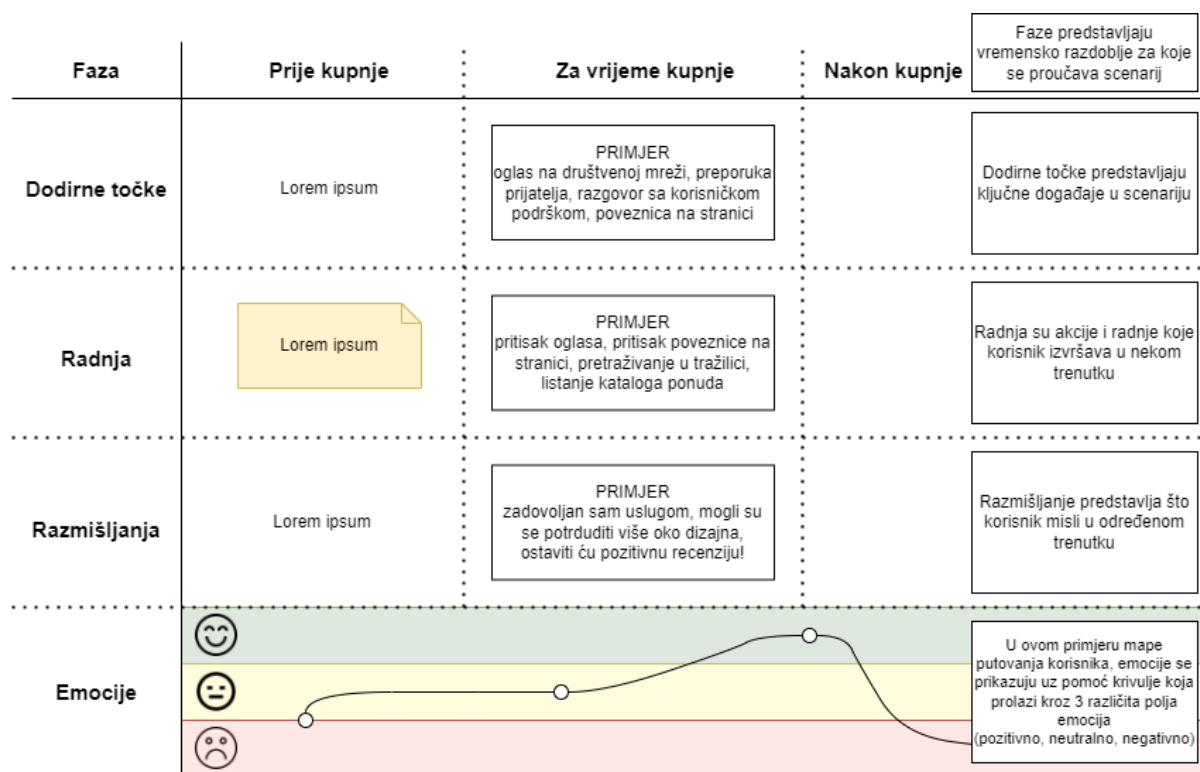 Faza
Prije kupnje
Za vrijeme kupnje
Nakon kupnje
Faze predstavljaju
vremensko razdoblje za koje
se proučava scenarij
Dodirne točke
Lorem ipsum
PRIMJER
oglas na društvenoj mreži, preporuka
prijatelja, razgovor sa korisničkom
podrškom, poveznica na stranici
Dodirne točke predstavljaju
ključne događaje u scenariju
Radnja
Lorem ipsum
PRIMJER
pritisak oglasa, pritisak poveznice na
stranici, pretraživanje u tražilici,
listanje kataloga ponuda
Radnja su akcije i radnje koje
korisnik izvršava u nekom
trenutku
Razmišljanja
Lorem ipsum
PRIMJER
zadovoljan sam uslugom, mogli su
se potrduditi više oko dizajna,
ostaviti ću pozitivnu recenziju!
Razmišljanje predstavlja što
korisnik misli u određenom
trenutku
Emocije
U ovom primjeru mape
putovanja korisnika, emocije se
prikazuju uz pomoć krivulje koja
prolazi kroz 3 različita polja
emocija
(pozitivno, neutralno, negativno)